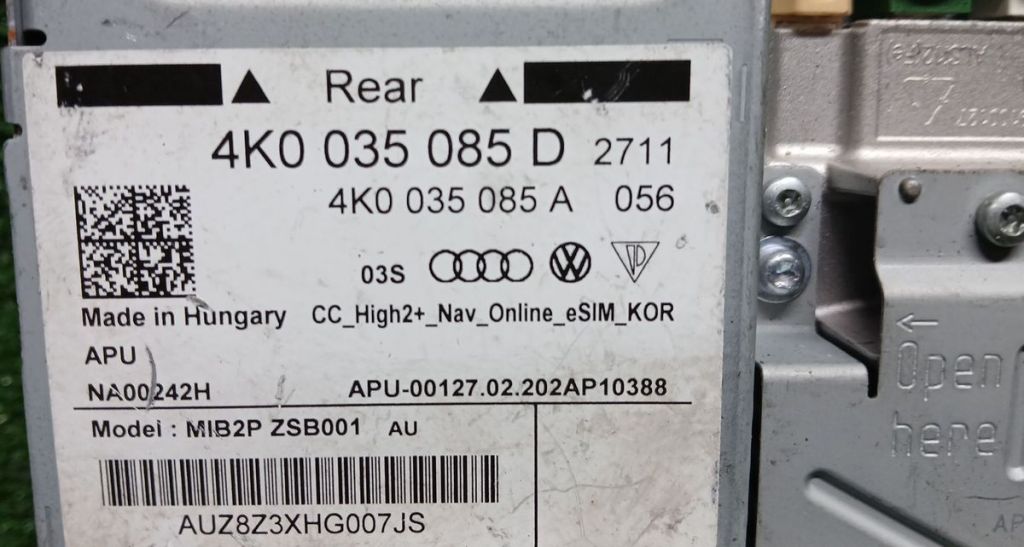 Rear
4K0 035 085 D 2711
4K0 035 085 A 056
03S
Made in Hungary CC_High2+_Nav_Online_eSIM_KOR
APU
NA00242H APU-00127.02.202AP10388
Model : MIB2P ZSB001 AU
AUZ8Z3XHG007JS
Open
here
AP